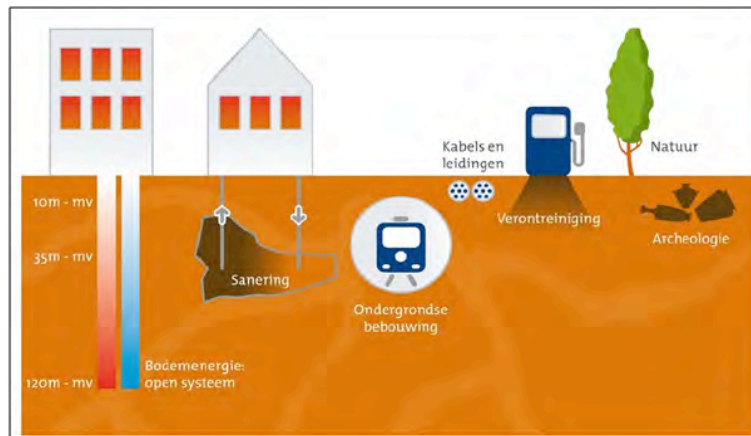 Kabels en
leidingen
Natuur
10m - mv
Verontreiniging
Archeologie
35m - mv
Sanering
Ondergrondse
bebouwing
Bodemenergie:
open systeem
120m - mv